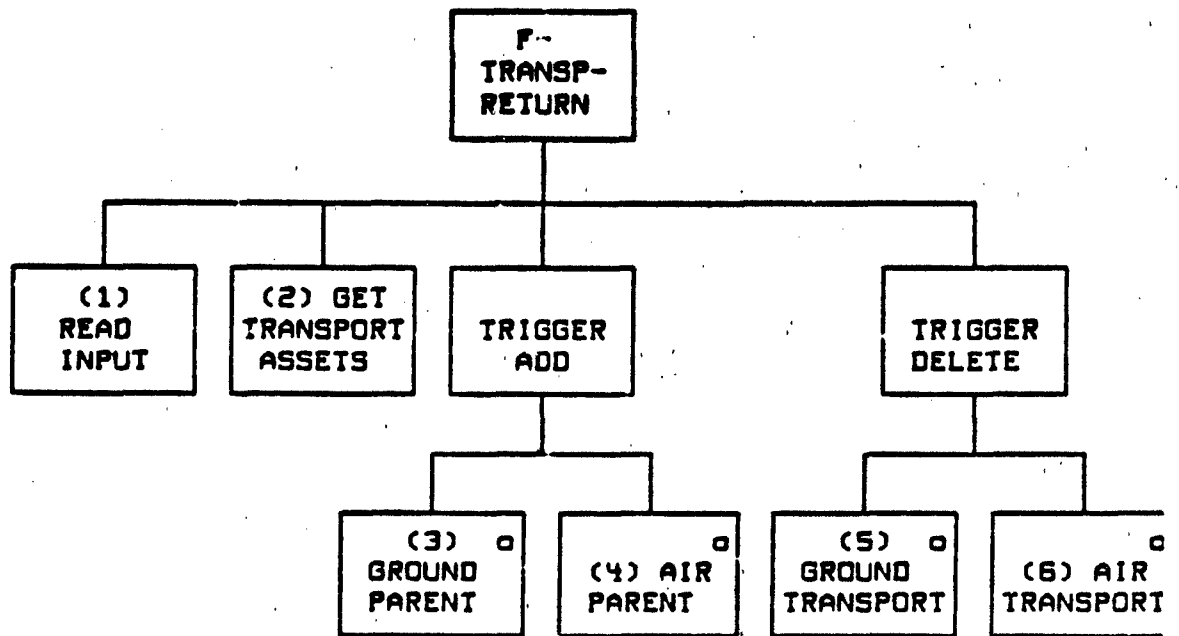 F-
TRANSP-
RETURN
(1)
READ
INPUT
(2) GET
TRANSPORT
ASSETS
TRIGGER
ADD
TRIGGER
DELETE
(3) o
GROUND
PARENT
o
(4) AIR
PARENT
(5) o
GROUND
TRANSPORT
o
(6) AIR
TRANSPORT